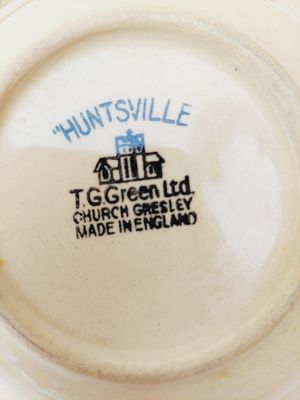 "HUNTSVILLE
T.G.Green Ltd.
CHURCH GRESLEY
MADE IN ENGLAND